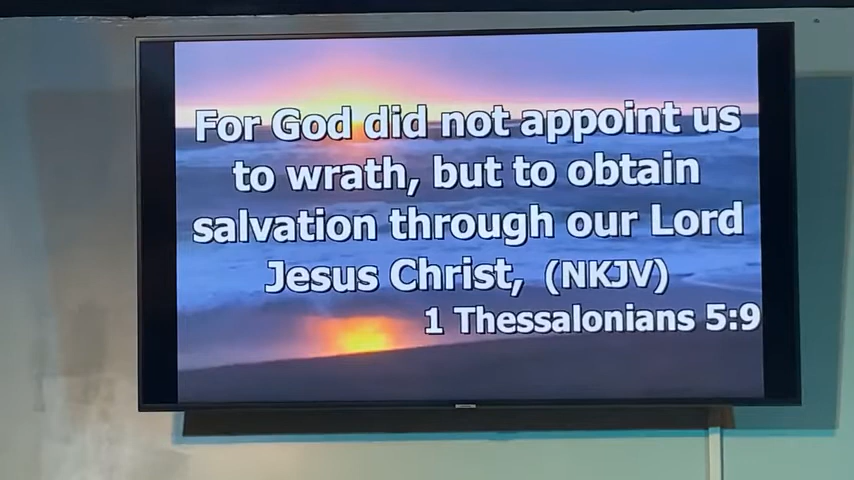 For God did not appoint us
to wrath, but to obtain
salvation through our Lord
Jesus Christ, (NKJV)
1 Thessalonians 5:9